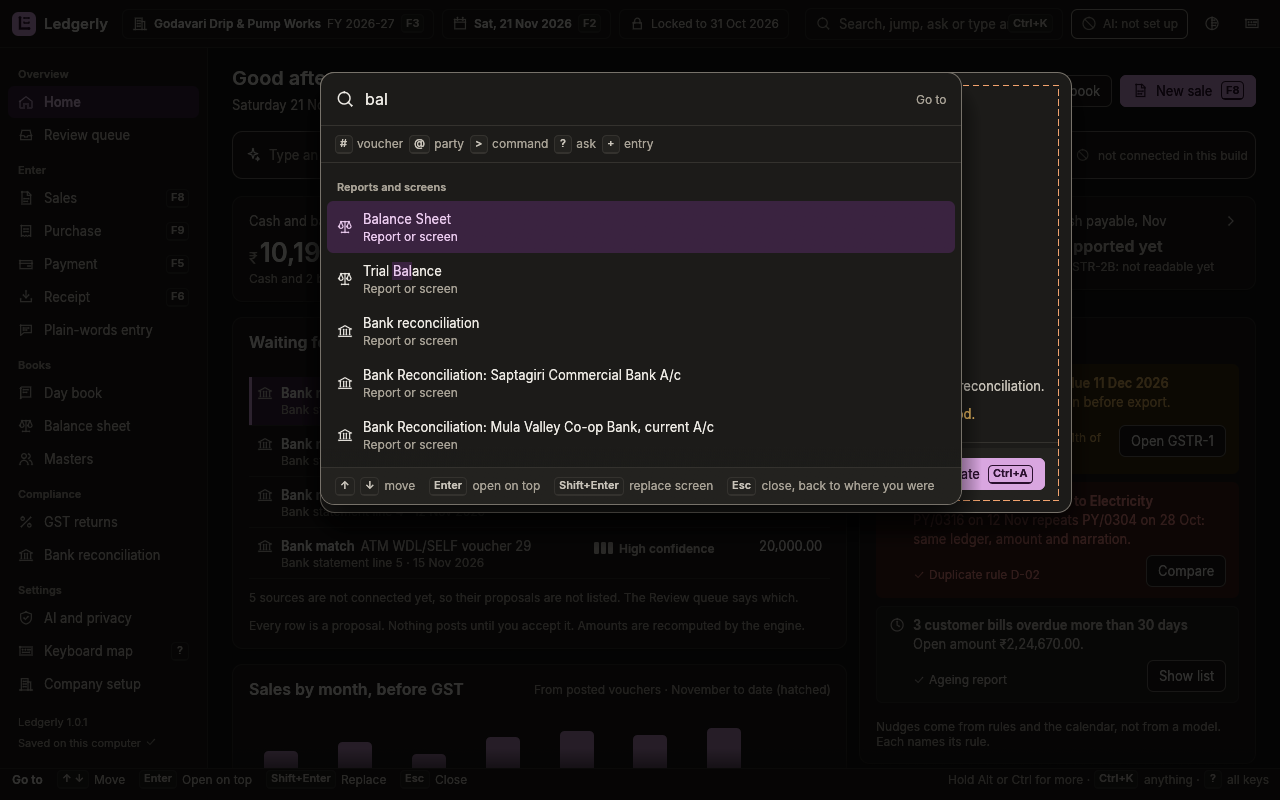 Ledgerly
Godavari Drip & Pump Works FY 2026-27 F3
Sat, 21 Nov 2026 F2
Locked to 31 Oct 2026
Search, jump, ask or type a Ctrl+K
AI: not set up
Overview
Home
Review queue
Enter
Sales F8
Purchase F9
Payment F5
Receipt F6
Plain-words entry
Books
Day book
Balance sheet
Masters
Compliance
GST returns
Bank reconciliation
Settings
AI and privacy
Keyboard map ?
Company setup
Ledgerly 1.0.1
Saved on this computer
Good afte
Saturday 21 N
book
New sale F8
Type an
not connected in this build
Cash and b
₹10,19
Cash and 2 b
sh payable, Nov
pported yet
STR-2B: not readable yet
bal
Go to
# voucher @ party > command ? ask + entry
Reports and screens
Balance Sheet
Report or screen
Trial Balance
Report or screen
Bank reconciliation
Report or screen
Bank Reconciliation: Saptagiri Commercial Bank A/c
Report or screen
Bank Reconciliation: Mula Valley Co-op Bank, current A/c
Report or screen
↑ ↓ move Enter open on top Shift+Enter replace screen Esc close, back to where you were
reconciliation.
od.
ate Ctrl+A
Waiting fo
Bank m
Bank s
Bank m
Bank s
Bank m
Bank st
Bank match ATM WDL/SELF voucher 29
Bank statement line 5 · 15 Nov 2026
High confidence
20,000.00
5 sources are not connected yet, so their proposals are not listed. The Review queue says which.
Every row is a proposal. Nothing posts until you accept it. Amounts are recomputed by the engine.
Sales by month, before GST
From posted vouchers · November to date (hatched)
due 11 Dec 2026
n before export.
lth of
Open GSTR-1
to Electricity
PY/0316 on 12 Nov repeats PY/0304 on 28 Oct:
same ledger, amount and narration.
Duplicate rule D-02
Compare
3 customer bills overdue more than 30 days
Open amount ₹2,24,670.00.
Ageing report
Show list
Nudges come from rules and the calendar, not from a model.
Each names its rule.
Go to ↑↓ Move Enter Open on top Shift+Enter Replace Esc Close
Hold Alt or Ctrl for more · Ctrl+K anything · ? all keys